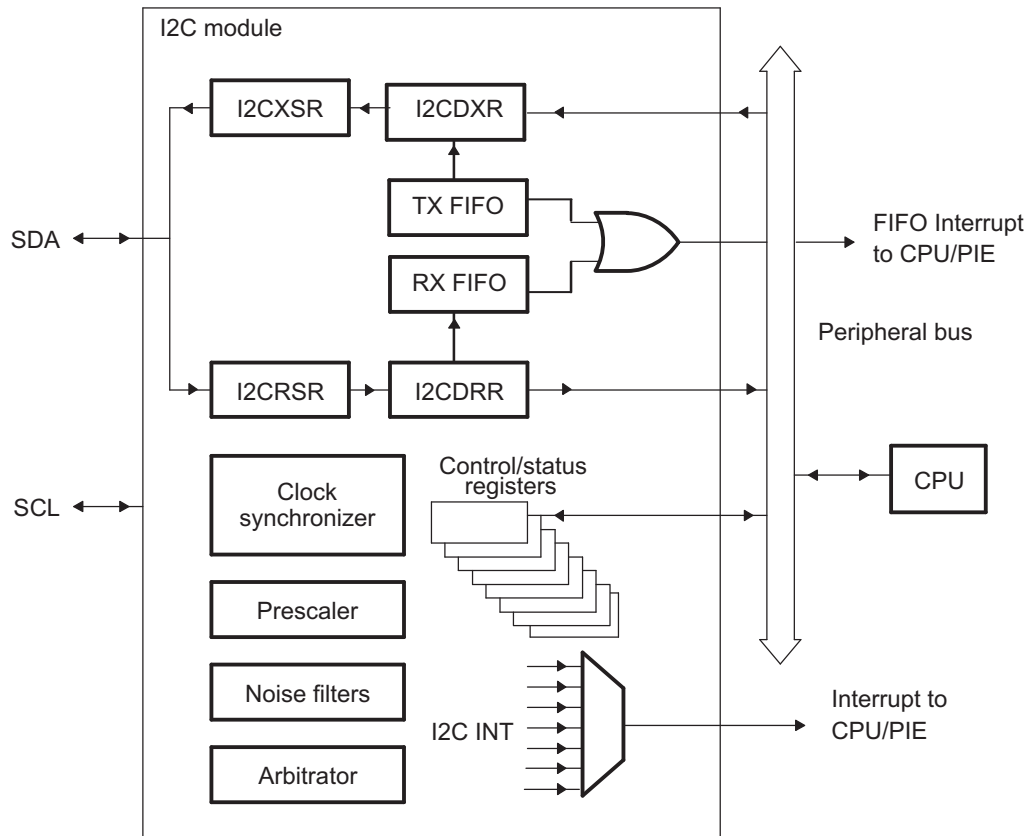 I2C module
I2CXSR
I2CDXR
TX FIFO
SDA
FIFO Interrupt
to CPU/PIE
RX FIFO
Peripheral bus
I2CRSR
I2CDRR
Control/status
registers
CPU
SCL
Clock
synchronizer
Prescaler
Noise filters
I2C INT
Interrupt to
CPU/PIE
Arbitrator